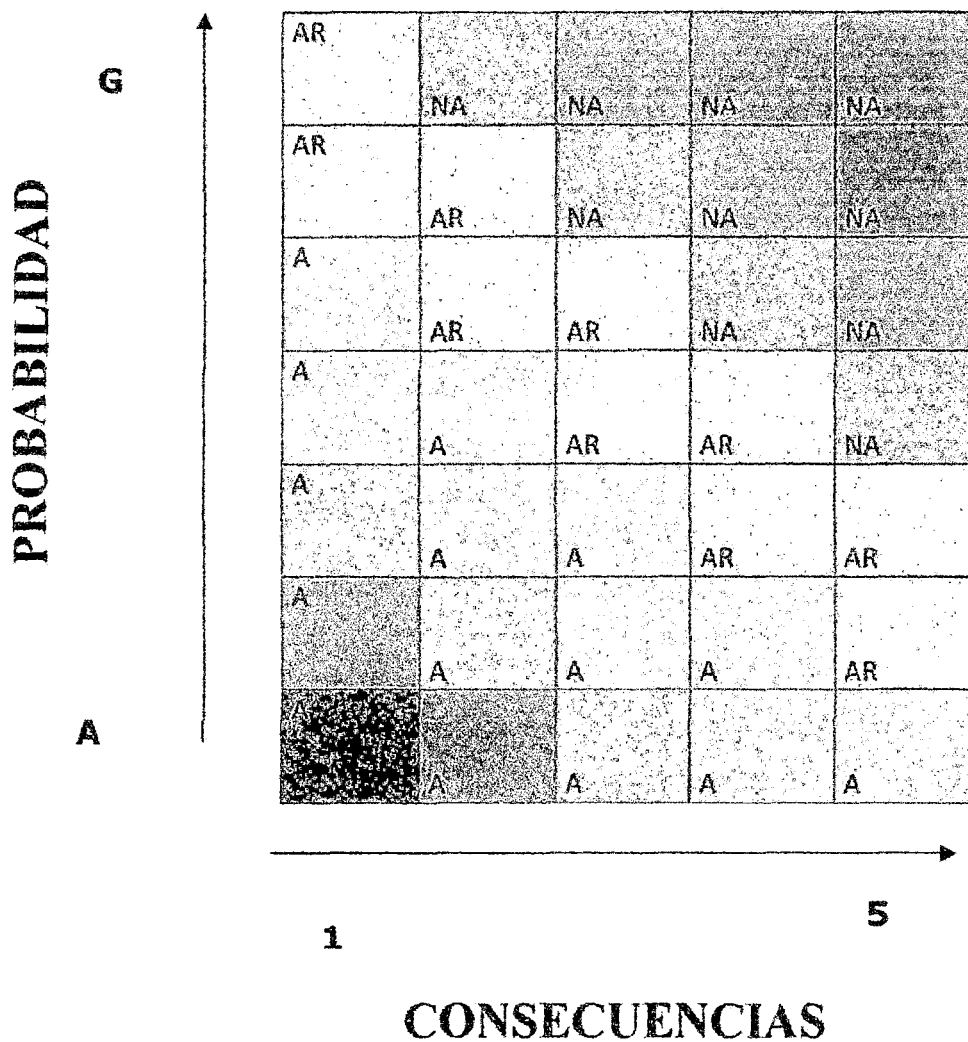 G
PROBABILIDAD
A
AR NA NA NA NA
AR AR NA NA NA
A AR AR NA NA
A A AR AR NA
A A A AR AR
A A A A AR
A A A A A
1
5
CONSECUENCIAS